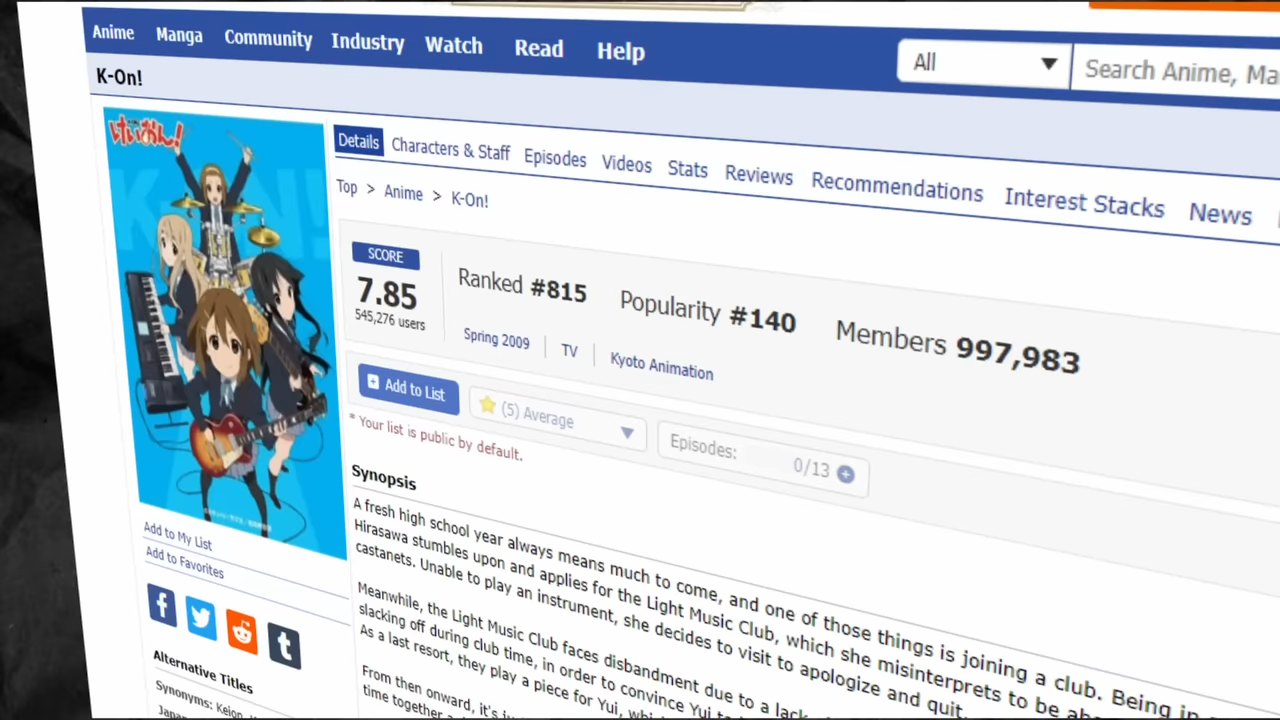 Anime Manga Community Industry Watch Read Help
All
Search Anime, Ma
K-On!
けいおん!
K-ON!
Details Characters & Staff Episodes Videos Stats Reviews Recommendations Interest Stacks News
Top > Anime > K-On!
SCORE
7.85
545,276 users
Ranked #815 Popularity #140 Members 997,983
Spring 2009 TV Kyoto Animation
Add to List
(5) Average
Episodes: 0/13
* Your list is public by default.
Synopsis
A fresh high school year always means much to come, and one of those things is joining a club. Being in
Hirasawa stumbles upon and applies for the Light Music Club, which she misinterprets to be
castanets. Unable to play an instrument, she decides to visit to apologize and quit.
Meanwhile, the Light Music Club faces disbandment due to a lack
slacking off during club time, in order to convince Yui
As a last resort, they play a piece for Yui,
From then onward, it's
time together
Add to My List
Add to Favorites
Alternative Titles
Synonyms: Keion,